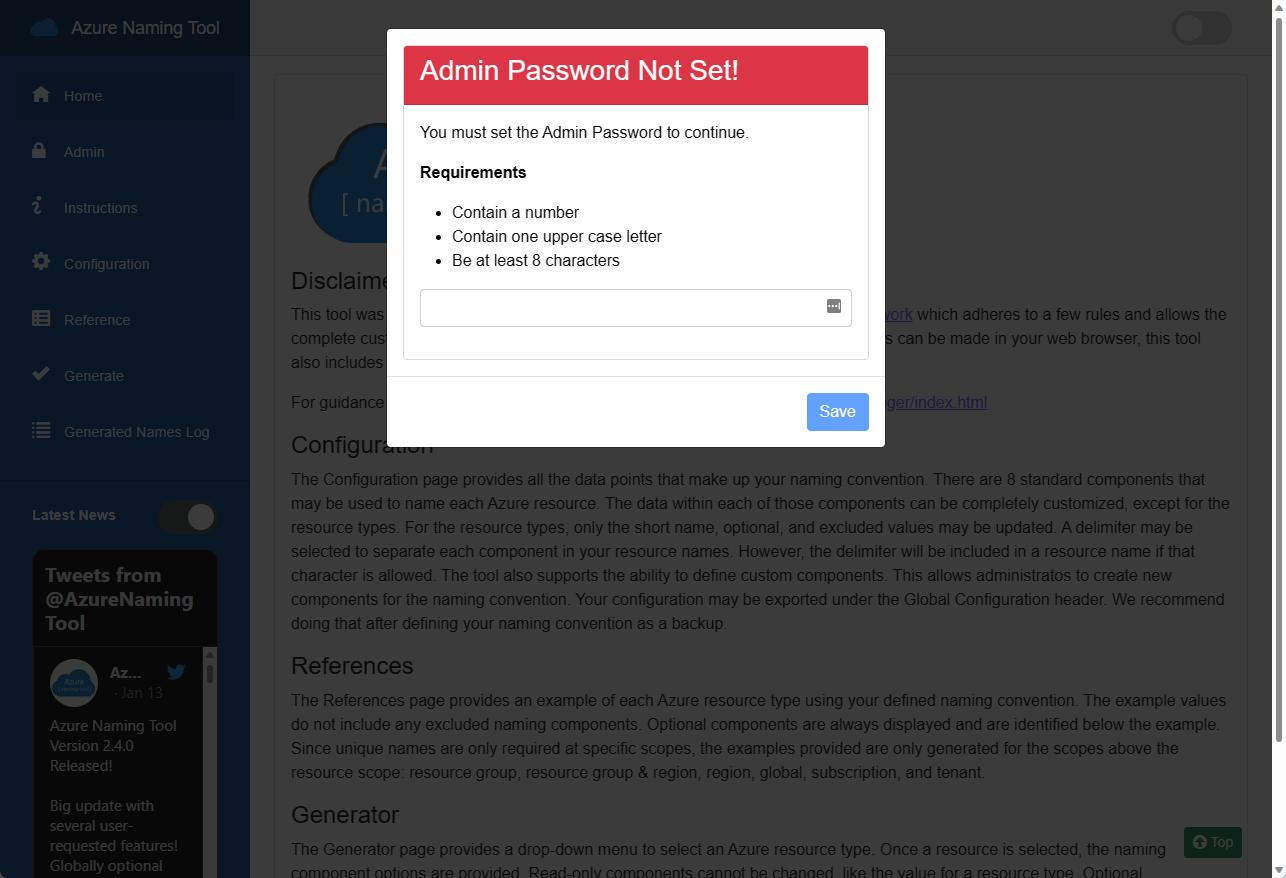 Azure Naming Tool
Home
Admin
Instructions
Configuration
Reference
Generate
Generated Names Log
Latest News
Tweets from
@AzureNaming
Tool
Az...
· Jan 13
Azure Naming Tool
Version 2.4.0
Released!
Big update with
several user-
requested features!
Globally optional
Admin Password Not Set!
You must set the Admin Password to continue.
Requirements
Contain a number
Contain one upper case letter
Be at least 8 characters
Save
[ na
This tool was
which adheres to a few rules and allows the
can be made in your web browser, this tool
also includes
For guidance
ger/index.html
Configuration
The Configuration page provides all the data points that make up your naming convention. There are 8 standard components that
may be used to name each Azure resource. The data within each of those components can be completely customized, except for the
resource types. For the resource types, only the short name, optional, and excluded values may be updated. A delimiter may be
selected to separate each component in your resource names. However, the delimiter will be included in a resource name if that
character is allowed. The tool also supports the ability to define custom components. This allows administratos to create new
components for the naming convention. Your configuration may be exported under the Global Configuration header. We recommend
doing that after defining your naming convention as a backup.
References
The References page provides an example of each Azure resource type using your defined naming convention. The example values
do not include any excluded naming components. Optional components are always displayed and are identified below the example.
Since unique names are only required at specific scopes, the examples provided are only generated for the scopes above the
resource scope: resource group, resource group & region, region, global, subscription, and tenant.
Generator
The Generator page provides a drop-down menu to select an Azure resource type. Once a resource is selected, the naming
component options are provided. Read-only components cannot be changed, like the value for a resource type. Optional
Top